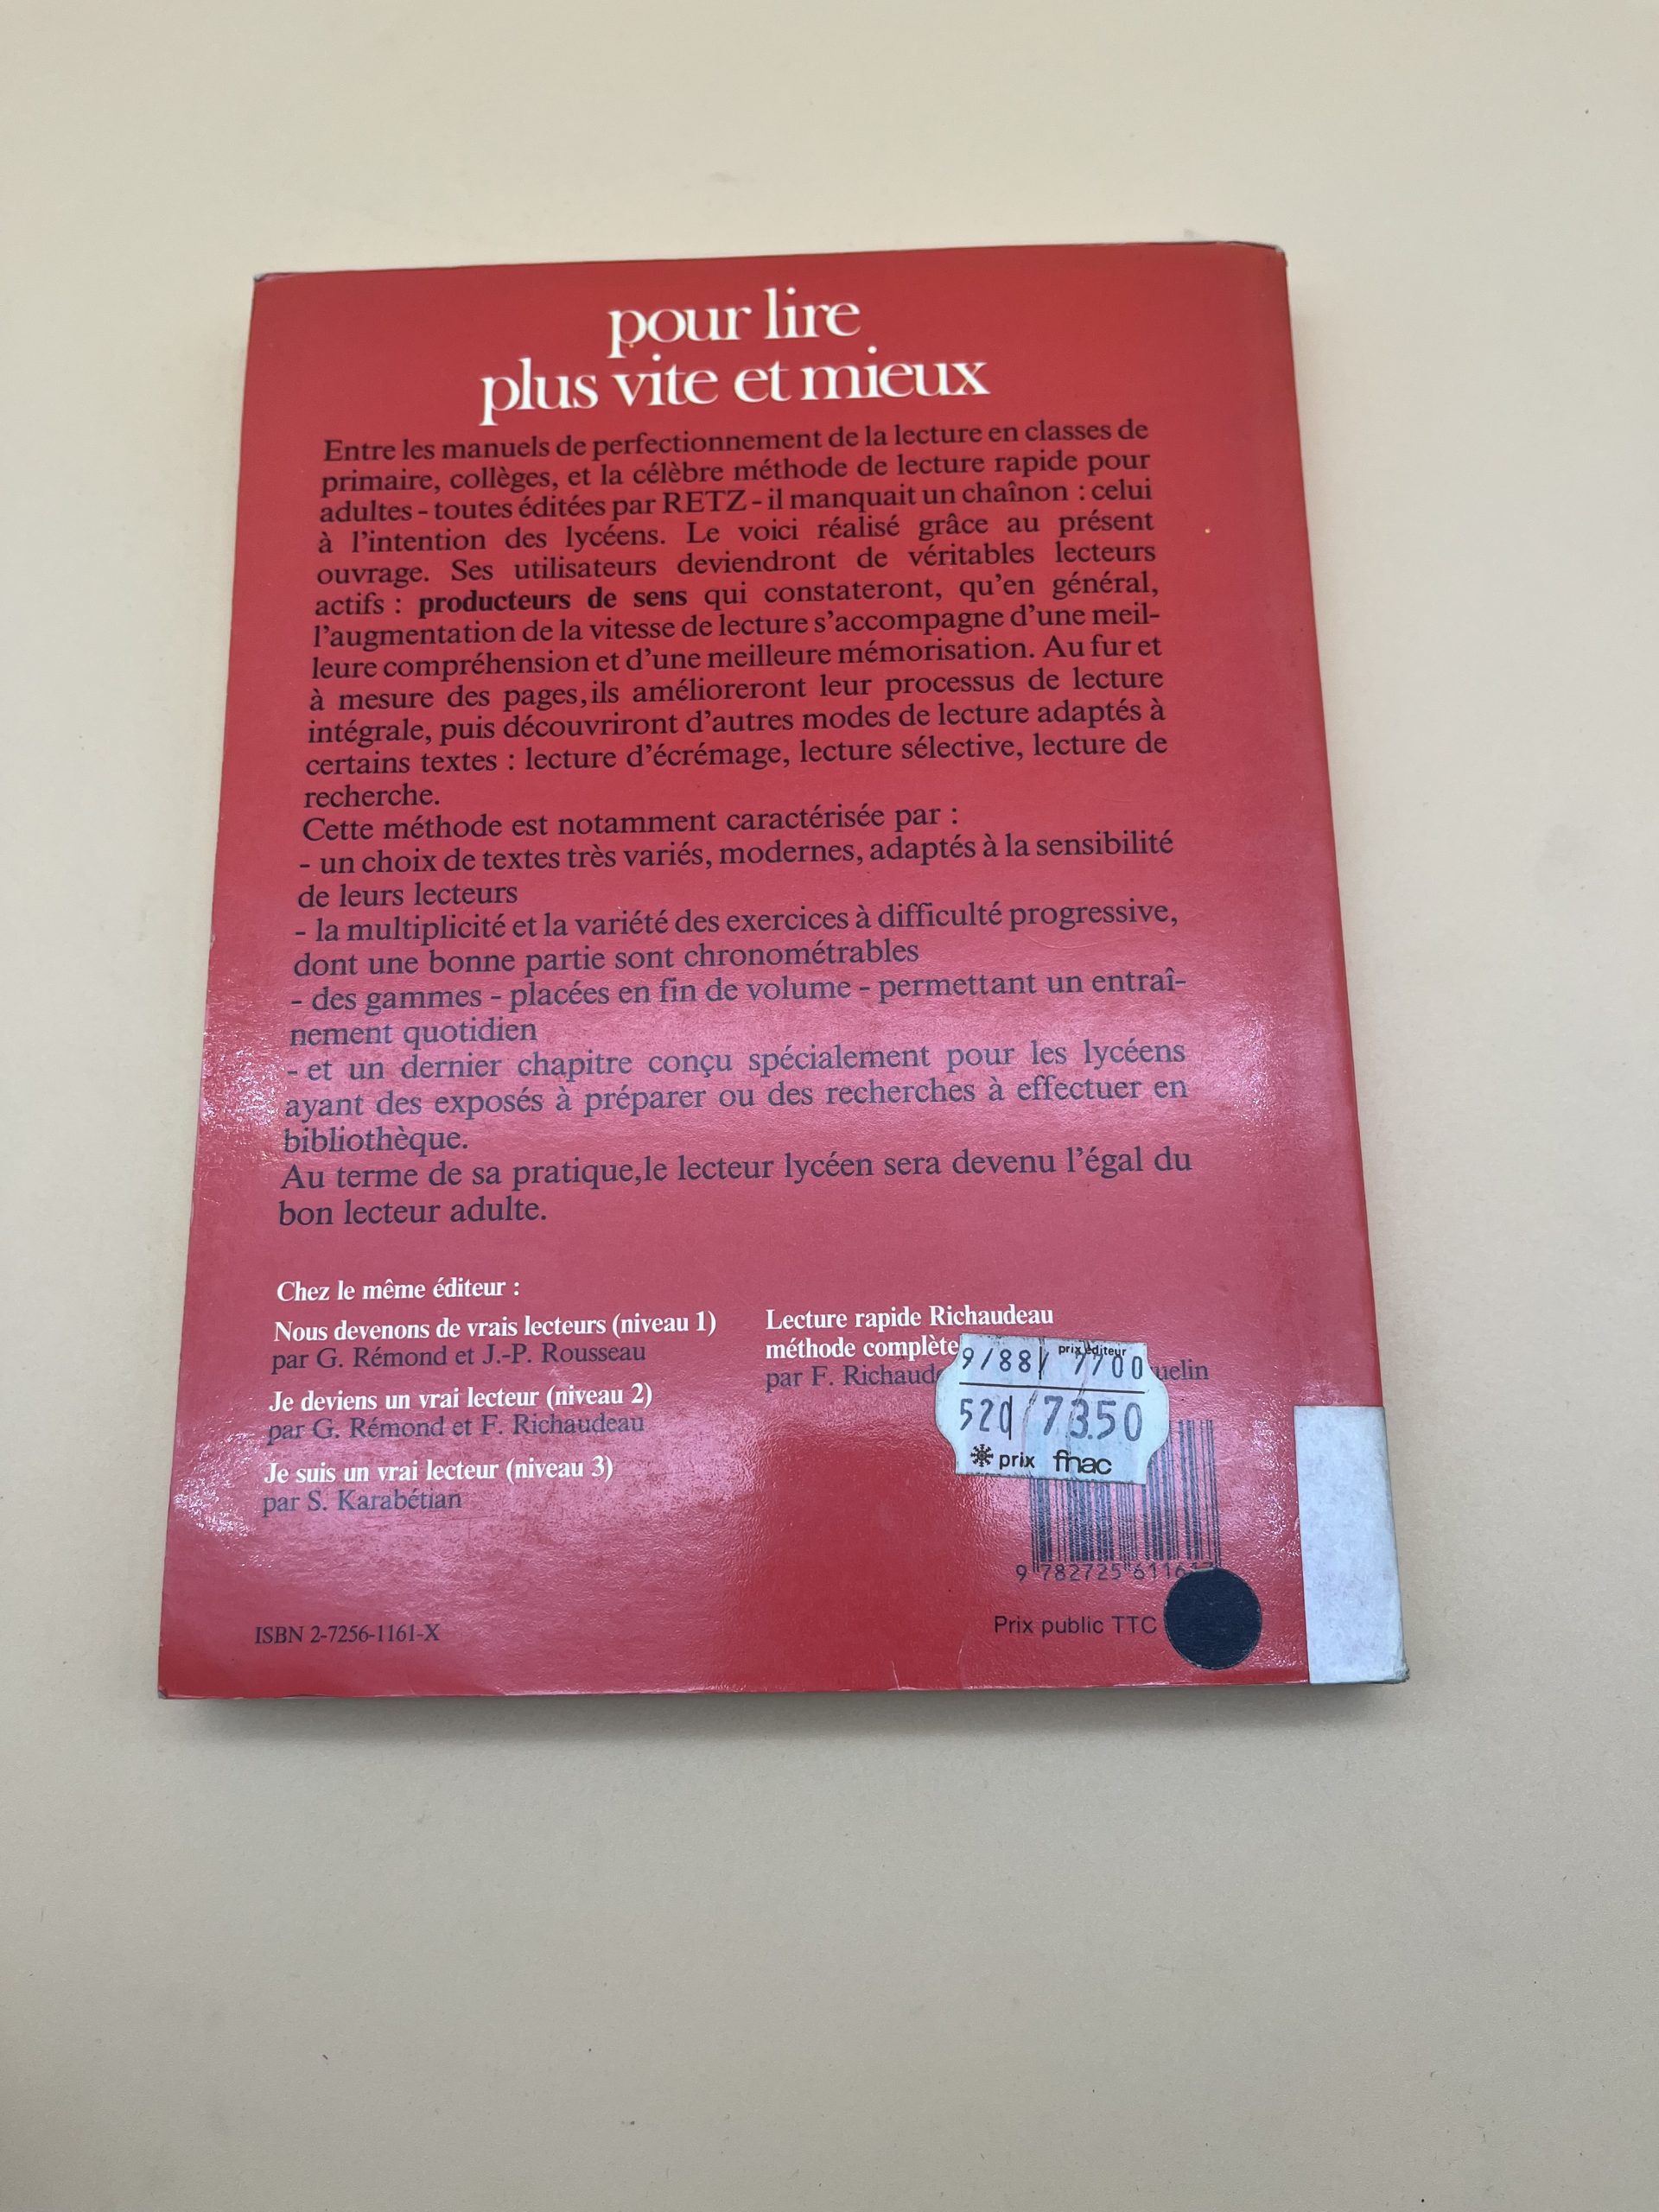 pour lire
plus vite et mieux
Entre les manuels de perfectionnement de la lecture en classes de
primaire, collèges, et la célèbre méthode de lecture rapide pour
adultes - toutes éditées par RETZ - il manquait un chaînon : celui
à l'intention des lycéens. Le voici réalisé grâce au présent
ouvrage. Ses utilisateurs deviendront de véritables lecteurs
actifs : producteurs de sens qui constateront, qu'en général,
l'augmentation de la vitesse de lecture s'accompagne d'une meil-
leure compréhension et d'une meilleure mémorisation. Au fur et
à mesure des pages, ils amélioreront leur processus de lecture
intégrale, puis découvriront d'autres modes de lecture adaptés à
certains textes : lecture d'écrémage, lecture sélective, lecture de
recherche.
Cette méthode est notamment caractérisée par :
- un choix de textes très variés, modernes, adaptés à la sensibilité
de leurs lecteurs
- la multiplicité et la variété des exercices à difficulté progressive,
dont une bonne partie sont chronométrables
- des gammes - placées en fin de volume - permettant un entraî-
nement quotidien
- et un dernier chapitre conçu spécialement pour les lycéens
ayant des exposés à préparer ou des recherches à effectuer en
bibliothèque.
Au terme de sa pratique, le lecteur lycéen sera devenu l'égal du
bon lecteur adulte.
Chez le même éditeur :
Nous devenons de vrais lecteurs (niveau 1)
par G. Rémond et J.-P. Rousseau
Je deviens un vrai lecteur (niveau 2)
par G. Rémond et F. Richaudeau
Je suis un vrai lecteur (niveau 3)
par S. Karabétian
Lecture rapide Richaudeau
méthode complète
par F.
prix éditeur
9/88 7700
520 73.50
prix fnac
9 782725 6116
Prix public TTC
ISBN 2-7256-1161-X